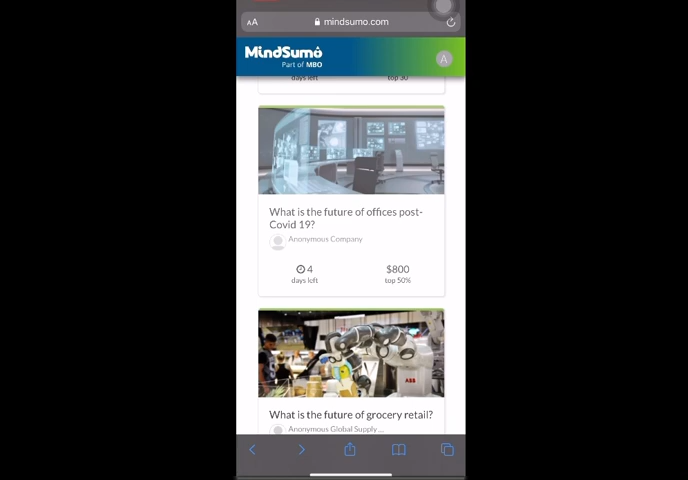 AA mindsumo.com
MindSumo
Part of MBO
A
days left top 30
What is the future of offices post-
Covid 19?
Anonymous Company
4 $800
days left top 50%
ABB
What is the future of grocery retail?
Anonymous Global Supply ...